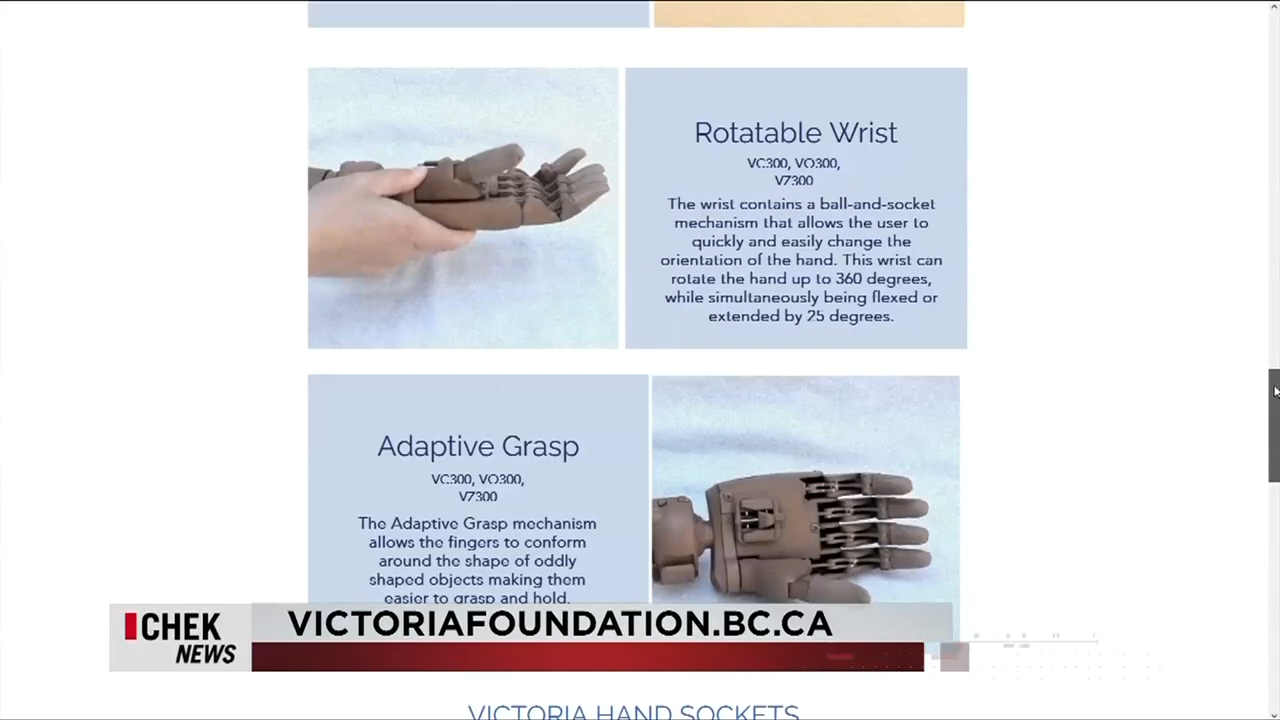 Rotatable Wrist
VC300, VO300,
VZ300
The wrist contains a ball-and-socket
mechanism that allows the user to
quickly and easily change the
orientation of the hand. This wrist can
rotate the hand up to 360 degrees,
while simultaneously being flexed or
extended by 25 degrees.
Adaptive Grasp
VC300, VO300,
VZ300
The Adaptive Grasp mechanism
allows the fingers to conform
around the shape of oddly
shaped objects making them
easier to grasp and hold.
CHEK
NEWS
VICTORIAFOUNDATION.BC.CA
VICTORIA HAND SOCKETS